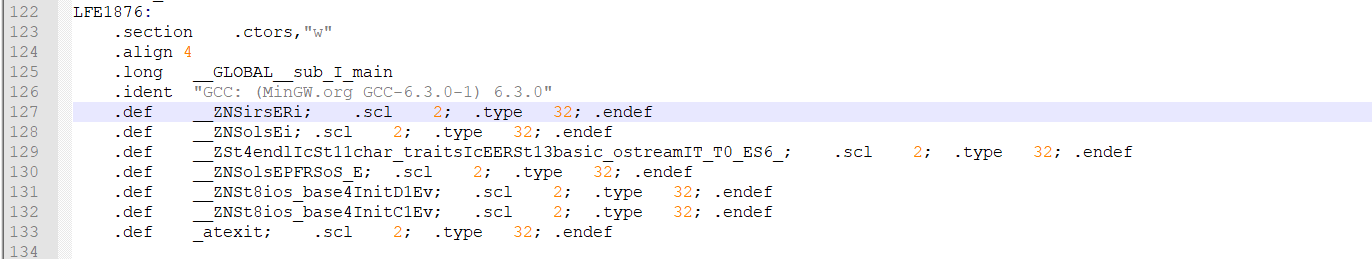 122 LFE1876:
123 .section .ctors,"w"
124 .align 4
125 .long __GLOBAL__sub_I_main
126 .ident "GCC: (MinGW.org GCC-6.3.0-1) 6.3.0"
127 .def __ZNSirsERi; .scl 2; .type 32; .endef
128 .def __ZNSolsEi; .scl 2; .type 32; .endef
129 .def __ZSt4endlIcSt11char_traitsIcEERSt13basic_ostreamIT_T0_ES6_; .scl 2; .type 32; .endef
130 .def __ZNSolsEPFRSoS_E; .scl 2; .type 32; .endef
131 .def __ZNSt8ios_base4InitD1Ev; .scl 2; .type 32; .endef
132 .def __ZNSt8ios_base4InitC1Ev; .scl 2; .type 32; .endef
133 .def _atexit; .scl 2; .type 32; .endef
134